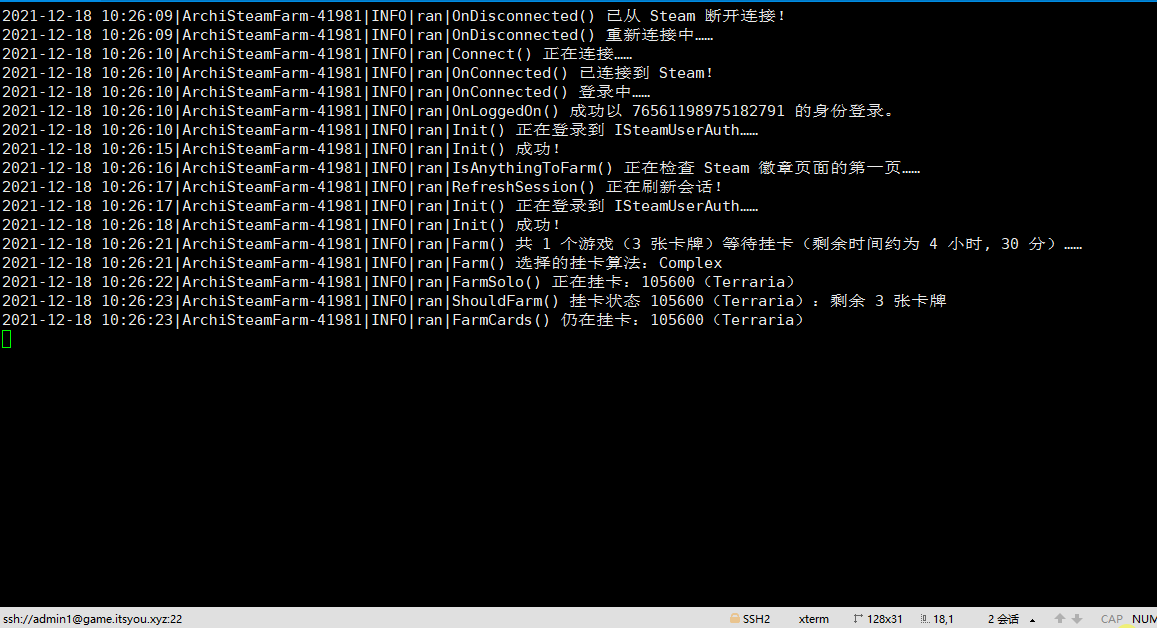 2021-12-18 10:26:09|ArchiSteamFarm-41981|INFO|ran|OnDisconnected() 已从 Steam 断开连接！
2021-12-18 10:26:09|ArchiSteamFarm-41981|INFO|ran|OnDisconnected() 重新连接中……
2021-12-18 10:26:10|ArchiSteamFarm-41981|INFO|ran|Connect() 正在连接……
2021-12-18 10:26:10|ArchiSteamFarm-41981|INFO|ran|OnConnected() 已连接到 Steam！
2021-12-18 10:26:10|ArchiSteamFarm-41981|INFO|ran|OnConnected() 登录中……
2021-12-18 10:26:10|ArchiSteamFarm-41981|INFO|ran|OnLoggedOn() 成功以 76561198975182791 的身份登录。
2021-12-18 10:26:10|ArchiSteamFarm-41981|INFO|ran|Init() 正在登录到 ISteamUserAuth……
2021-12-18 10:26:15|ArchiSteamFarm-41981|INFO|ran|Init() 成功！
2021-12-18 10:26:16|ArchiSteamFarm-41981|INFO|ran|IsAnythingToFarm() 正在检查 Steam 徽章页面的第一页……
2021-12-18 10:26:17|ArchiSteamFarm-41981|INFO|ran|RefreshSession() 正在刷新会话！
2021-12-18 10:26:17|ArchiSteamFarm-41981|INFO|ran|Init() 正在登录到 ISteamUserAuth……
2021-12-18 10:26:18|ArchiSteamFarm-41981|INFO|ran|Init() 成功！
2021-12-18 10:26:21|ArchiSteamFarm-41981|INFO|ran|Farm() 共 1 个游戏（3 张卡牌）等待挂卡（剩余时间约为 4 小时, 30 分）……
2021-12-18 10:26:21|ArchiSteamFarm-41981|INFO|ran|Farm() 选择的挂卡算法：Complex
2021-12-18 10:26:22|ArchiSteamFarm-41981|INFO|ran|FarmSolo() 正在挂卡：105600（Terraria）
2021-12-18 10:26:23|ArchiSteamFarm-41981|INFO|ran|ShouldFarm() 挂卡状态 105600（Terraria）：剩余 3 张卡牌
2021-12-18 10:26:23|ArchiSteamFarm-41981|INFO|ran|FarmCards() 仍在挂卡：105600（Terraria）
ssh://admin1@game.itsyou.xyz:22 SSH2 xterm 128x31 18,1 2 会话 CAP NUM